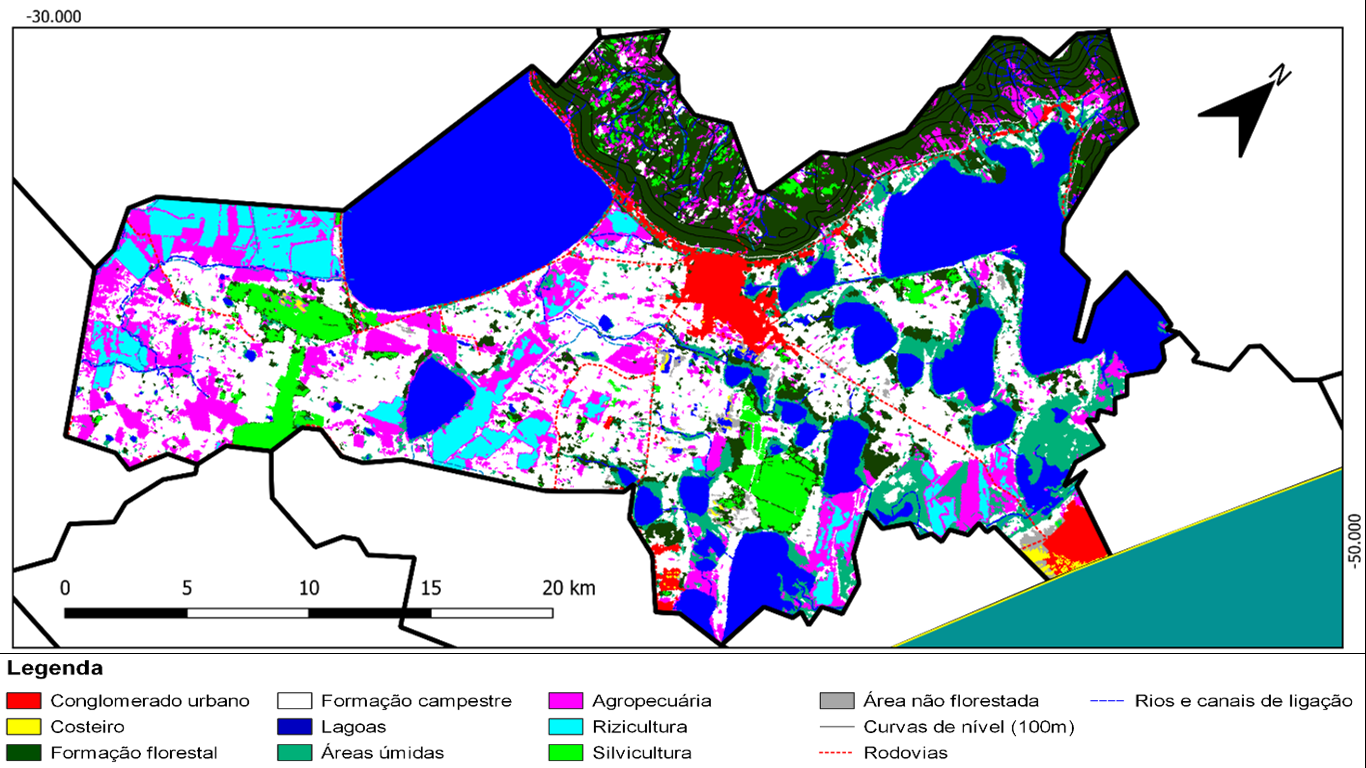 -30.000
N
-50.000
0 5 10 15 20 km
Legenda
Conglomerado urbano
Costeiro
Formação florestal
Formação campestre
Lagoas
Áreas úmidas
Agropecuária
Rizicultura
Silvicultura
Área não florestada
Curvas de nível (100m)
Rodovias
Rios e canais de ligação